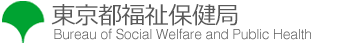 東京都福祉保健局
Bureau of Social Welfare and Public Health